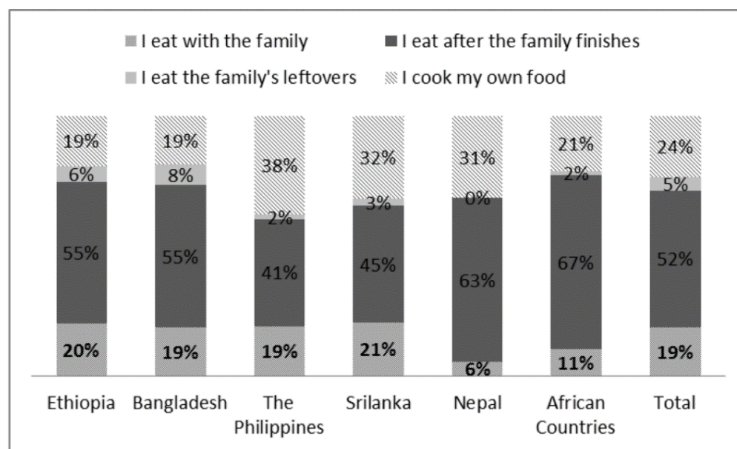 I eat with the family I eat after the family finishes
I eat the family's leftovers I cook my own food
19% 19% 38% 32% 31% 21% 24%
6% 8% 2% 3% 0% 2% 5%
55% 55% 41% 45% 63% 67% 52%
20% 19% 19% 21% 6% 11% 19%
Ethiopia Bangladesh The Srilanka Nepal African Total
Philippines Countries